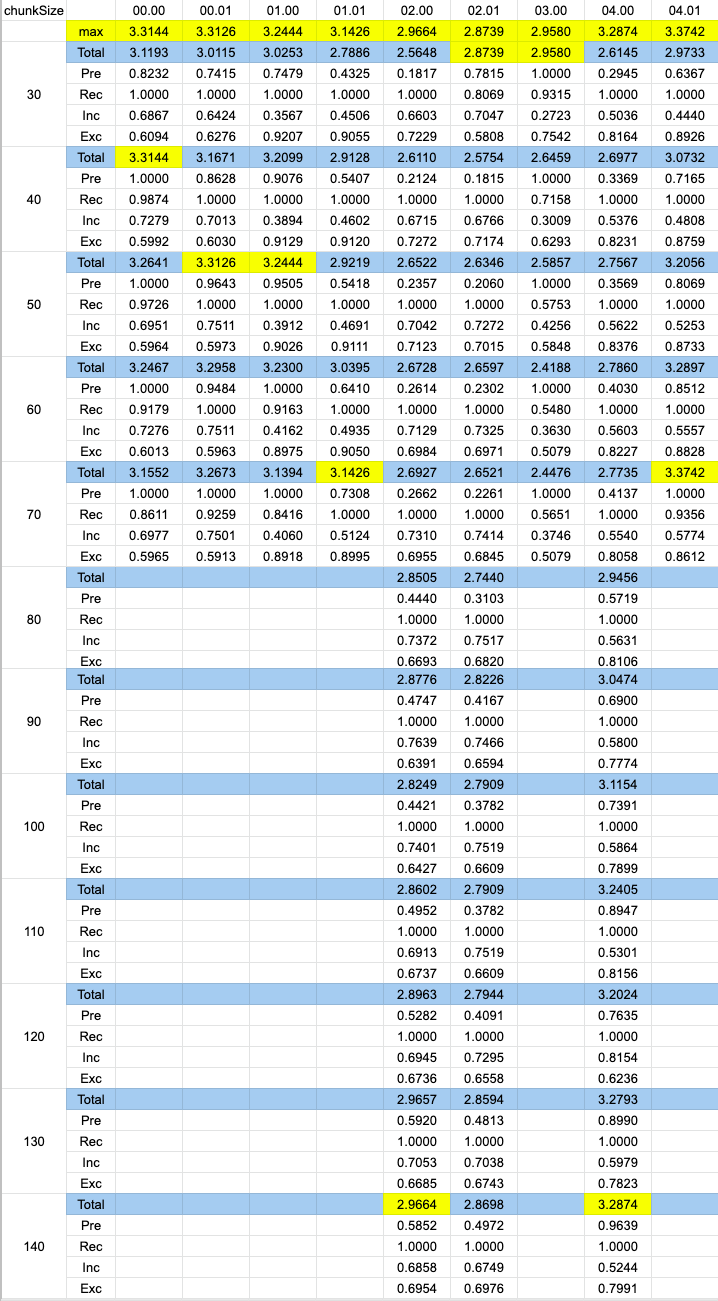 chunkSize 00.00 00.01 01.00 01.01 02.00 02.01 03.00 04.00 04.01
max 3.3144 3.3126 3.2444 3.1426 2.9664 2.8739 2.9580 3.2874 3.3742
Total 3.1193 3.0115 3.0253 2.7886 2.5648 2.8739 2.9580 2.6145 2.9733
Pre 0.8232 0.7415 0.7479 0.4325 0.1817 0.7815 1.0000 0.2945 0.6367
30 Rec 1.0000 1.0000 1.0000 1.0000 1.0000 0.8069 0.9315 1.0000 1.0000
Inc 0.6867 0.6424 0.3567 0.4506 0.6603 0.7047 0.2723 0.5036 0.4440
Exc 0.6094 0.6276 0.9207 0.9055 0.7229 0.5808 0.7542 0.8164 0.8926
Total 3.3144 3.1671 3.2099 2.9128 2.6110 2.5754 2.6459 2.6977 3.0732
Pre 1.0000 0.8628 0.9076 0.5407 0.2124 0.1815 1.0000 0.3369 0.7165
40 Rec 0.9874 1.0000 1.0000 1.0000 1.0000 1.0000 0.7158 1.0000 1.0000
Inc 0.7279 0.7013 0.3894 0.4602 0.6715 0.6766 0.3009 0.5376 0.4808
Exc 0.5992 0.6030 0.9129 0.9120 0.7272 0.7174 0.6293 0.8231 0.8759
Total 3.2641 3.3126 3.2444 2.9219 2.6522 2.6346 2.5857 2.7567 3.2056
Pre 1.0000 0.9643 0.9505 0.5418 0.2357 0.2060 1.0000 0.3569 0.8069
50 Rec 0.9726 1.0000 1.0000 1.0000 1.0000 1.0000 0.5753 1.0000 1.0000
Inc 0.6951 0.7511 0.3912 0.4691 0.7042 0.7272 0.4256 0.5622 0.5253
Exc 0.5964 0.5973 0.9026 0.9111 0.7123 0.7015 0.5848 0.8376 0.8733
Total 3.2467 3.2958 3.2300 3.0395 2.6728 2.6597 2.4188 2.7860 3.2897
Pre 1.0000 0.9484 1.0000 0.6410 0.2614 0.2302 1.0000 0.4030 0.8512
60 Rec 0.9179 1.0000 0.9163 1.0000 1.0000 1.0000 0.5480 1.0000 1.0000
Inc 0.7276 0.7511 0.4162 0.4935 0.7129 0.7325 0.3630 0.5603 0.5557
Exc 0.6013 0.5963 0.8975 0.9050 0.6984 0.6971 0.5079 0.8227 0.8828
Total 3.1552 3.2673 3.1394 3.1426 2.6927 2.6521 2.4476 2.7735 3.3742
Pre 1.0000 1.0000 1.0000 0.7308 0.2662 0.2261 1.0000 0.4137 1.0000
70 Rec 0.8611 0.9259 0.8416 1.0000 1.0000 1.0000 0.5651 1.0000 0.9356
Inc 0.6977 0.7501 0.4060 0.5124 0.7310 0.7414 0.3746 0.5540 0.5774
Exc 0.5965 0.5913 0.8918 0.8995 0.6955 0.6845 0.5079 0.8058 0.8612
Total 2.8505 2.7440 2.9456
Pre 0.4440 0.3103 0.5719
80 Rec 1.0000 1.0000 1.0000
Inc 0.7372 0.7517 0.5631
Exc 0.6693 0.6820 0.8106
Total 2.8776 2.8226 3.0474
Pre 0.4747 0.4167 0.6900
90 Rec 1.0000 1.0000 1.0000
Inc 0.7639 0.7466 0.5800
Exc 0.6391 0.6594 0.7774
Total 2.8249 2.7909 3.1154
Pre 0.4421 0.3782 0.7391
100 Rec 1.0000 1.0000 1.0000
Inc 0.7401 0.7519 0.5864
Exc 0.6427 0.6609 0.7899
Total 2.8602 2.7909 3.2405
Pre 0.4952 0.3782 0.8947
110 Rec 1.0000 1.0000 1.0000
Inc 0.6913 0.7519 0.5301
Exc 0.6737 0.6609 0.8156
Total 2.8963 2.7944 3.2024
Pre 0.5282 0.4091 0.7635
120 Rec 1.0000 1.0000 1.0000
Inc 0.6945 0.7295 0.8154
Exc 0.6736 0.6558 0.6236
Total 2.9657 2.8594 3.2793
Pre 0.5920 0.4813 0.8990
130 Rec 1.0000 1.0000 1.0000
Inc 0.7053 0.7038 0.5979
Exc 0.6685 0.6743 0.7823
Total 2.9664 2.8698 3.2874
Pre 0.5852 0.4972 0.9639
140 Rec 1.0000 1.0000 1.0000
Inc 0.6858 0.6749 0.5244
Exc 0.6954 0.6976 0.7991